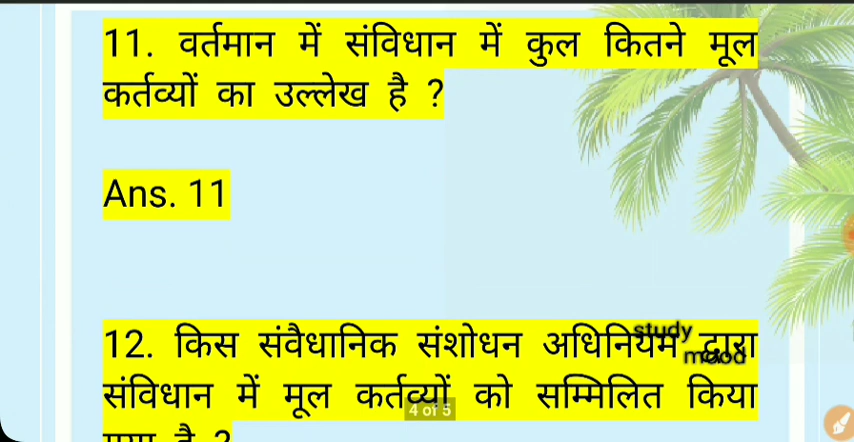 11. वर्तमान में संविधान में कुल कितने मूल
कर्तव्यों का उल्लेख है ?
Ans. 11
12. किस संवैधानिक संशोधन अधिनियम द्वारा
study
mood
संविधान में मूल कर्तव्यों को सम्मिलित किया
4 of 5